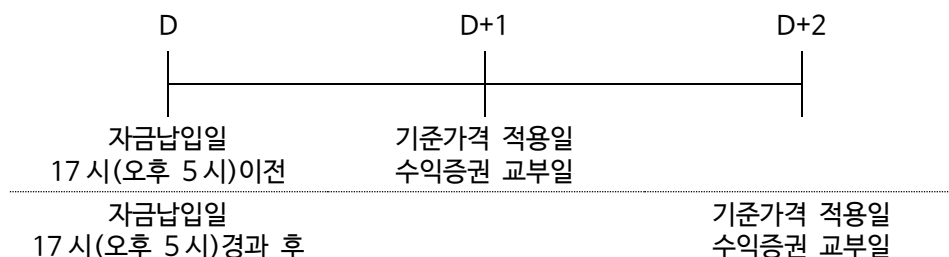 D D+1 D+2
자금납입일 기준가격 적용일
17 시(오후 5 시)이전 수익증권 교부일
자금납입일 기준가격 적용일
17 시(오후 5 시)경과 후 수익증권 교부일